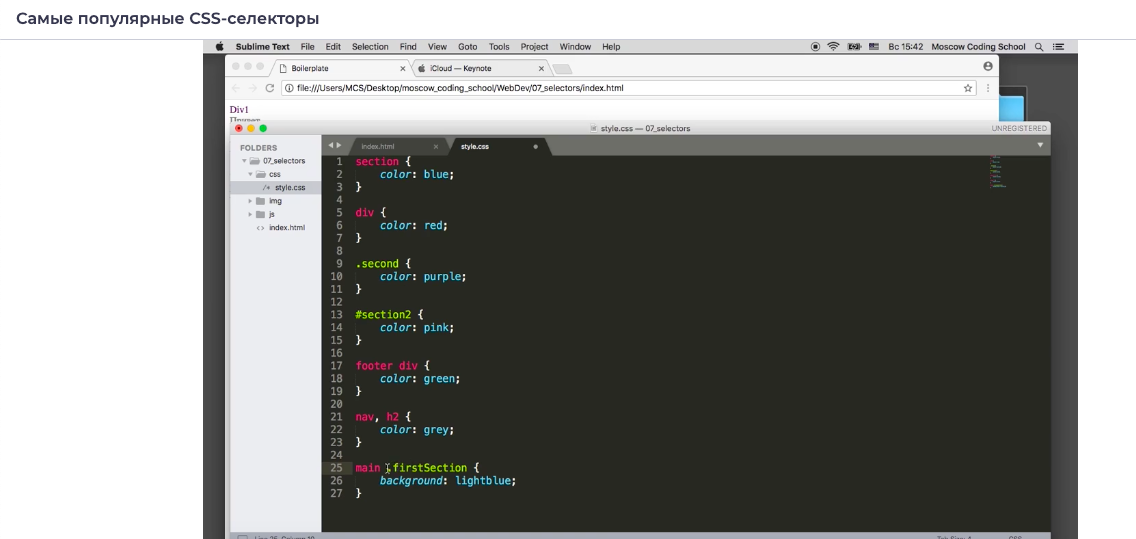 Самые популярные CSS-селекторы
Sublime Text File Edit Selection Find View Goto Tools Project Window Help Вс 15:42 Moscow Coding School
Boilerplate × iCloud — Keynote ×
file:///Users/MCS/Desktop/moscow_coding_school/WebDev/07_selectors/index.html
Div1
Привет
style.css — 07_selectors UNREGISTERED
FOLDERS
07_selectors
css
style.css
img
js
index.html
index.html × style.css
1 section {
2 color: blue;
3 }
4
5 div {
6 color: red;
7 }
8
9 .second {
10 color: purple;
11 }
12
13 #section2 {
14 color: pink;
15 }
16
17 footer div {
18 color: green;
19 }
20
21 nav, h2 {
22 color: grey;
23 }
24
25 main .firstSection {
26 background: lightblue;
27 }